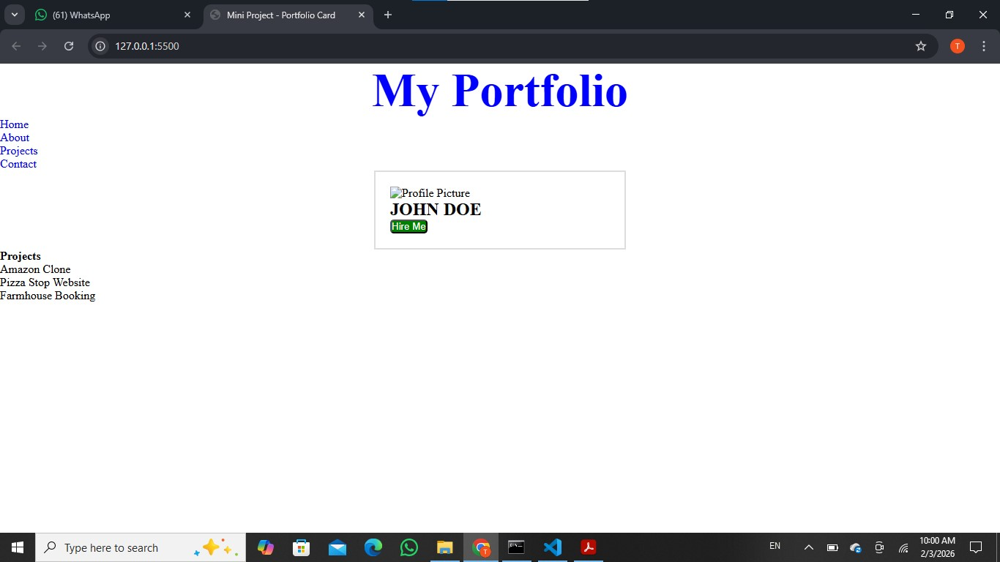 (61) WhatsApp
Mini Project - Portfolio Card
127.0.0.1:5500
T
My Portfolio
Home
About
Projects
Contact
Profile Picture
JOHN DOE
Hire Me
Projects
Amazon Clone
Pizza Stop Website
Farmhouse Booking
Type here to search
T
EN
10:00 AM
2/3/2026